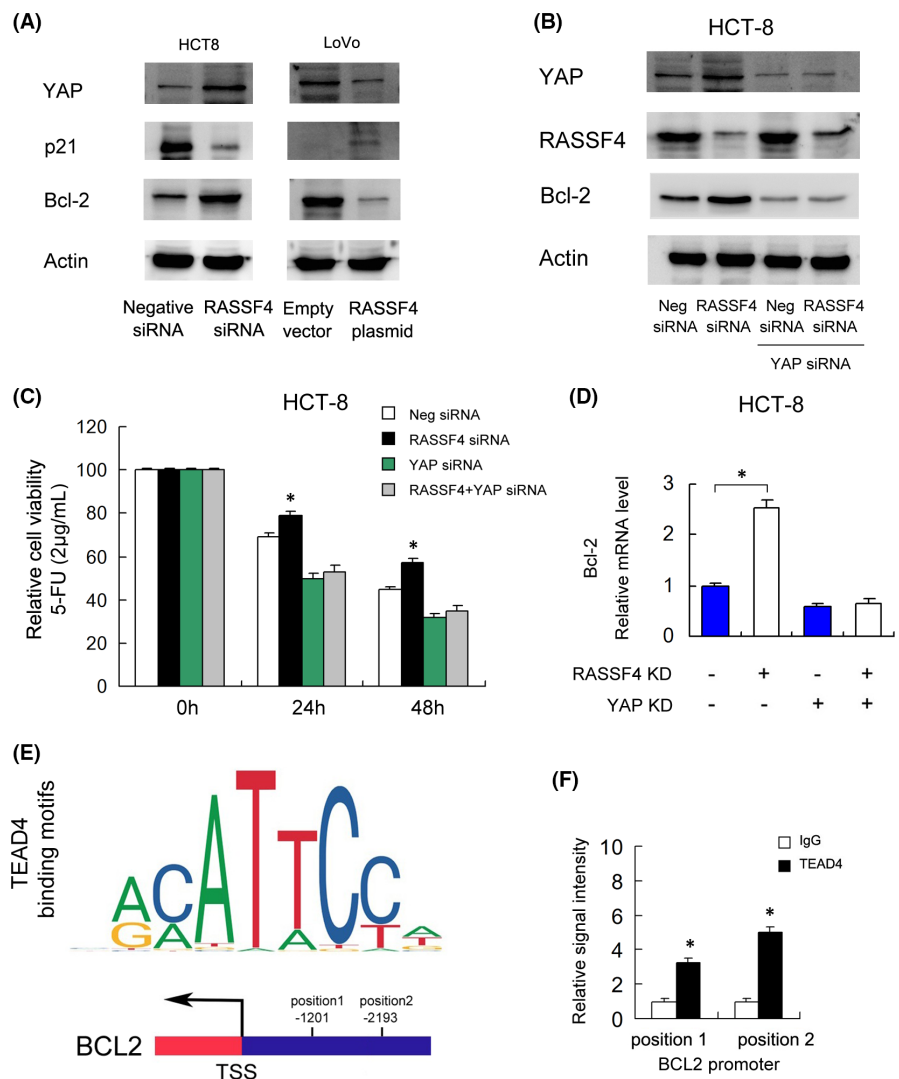 (A)
HCT8 LoVo
YAP
p21
Bcl-2
Actin
Negative siRNA RASSF4 siRNA Empty vector RASSF4 plasmid
(B)
HCT-8
YAP
RASSF4
Bcl-2
Actin
Neg siRNA RASSF4 siRNA Neg siRNA RASSF4 siRNA
YAP siRNA
(C)
HCT-8
Neg siRNA
RASSF4 siRNA
YAP siRNA
RASSF4+YAP siRNA
Relative cell viability
5-FU (2μg/mL)
120
100
80
60
40
20
0
* *
0h 24h 48h
(D)
HCT-8
Bcl-2
Relative mRNA level
3
2
1
0
*
RASSF4 KD - + - +
YAP KD - - + +
(E)
TEAD4
binding motifs
A C A T T C C A
G A A A T T
position1 position2
-1201 -2193
BCL2
TSS
(F)
IgG
TEAD4
Relative signal intensity
10
8
6
4
2
0
* *
position 1 position 2
BCL2 promoter